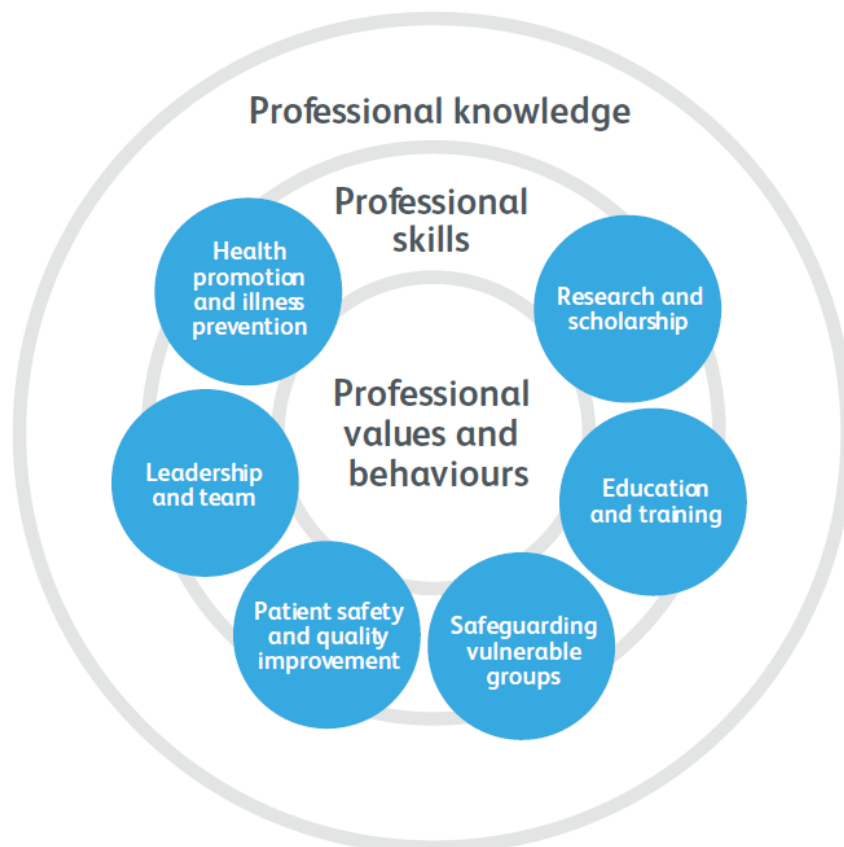 Professional knowledge
Professional
skills
Health
promotion
and illness
prevention
Research and
scholarship
Professional
values and
behaviours
Leadership
and team
Education
and training
Patient safety
and quality
improvement
Safeguarding
vulnerable
groups